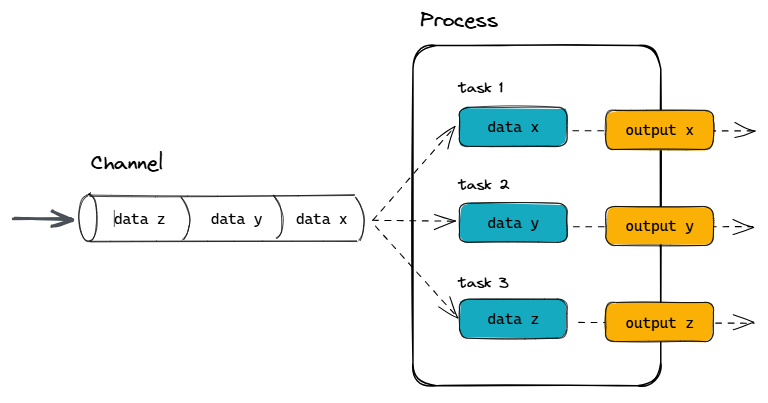 Process
task 1
data x
output x
Channel
task 2
data z
data y
data x
data y
output y
task 3
data z
output z